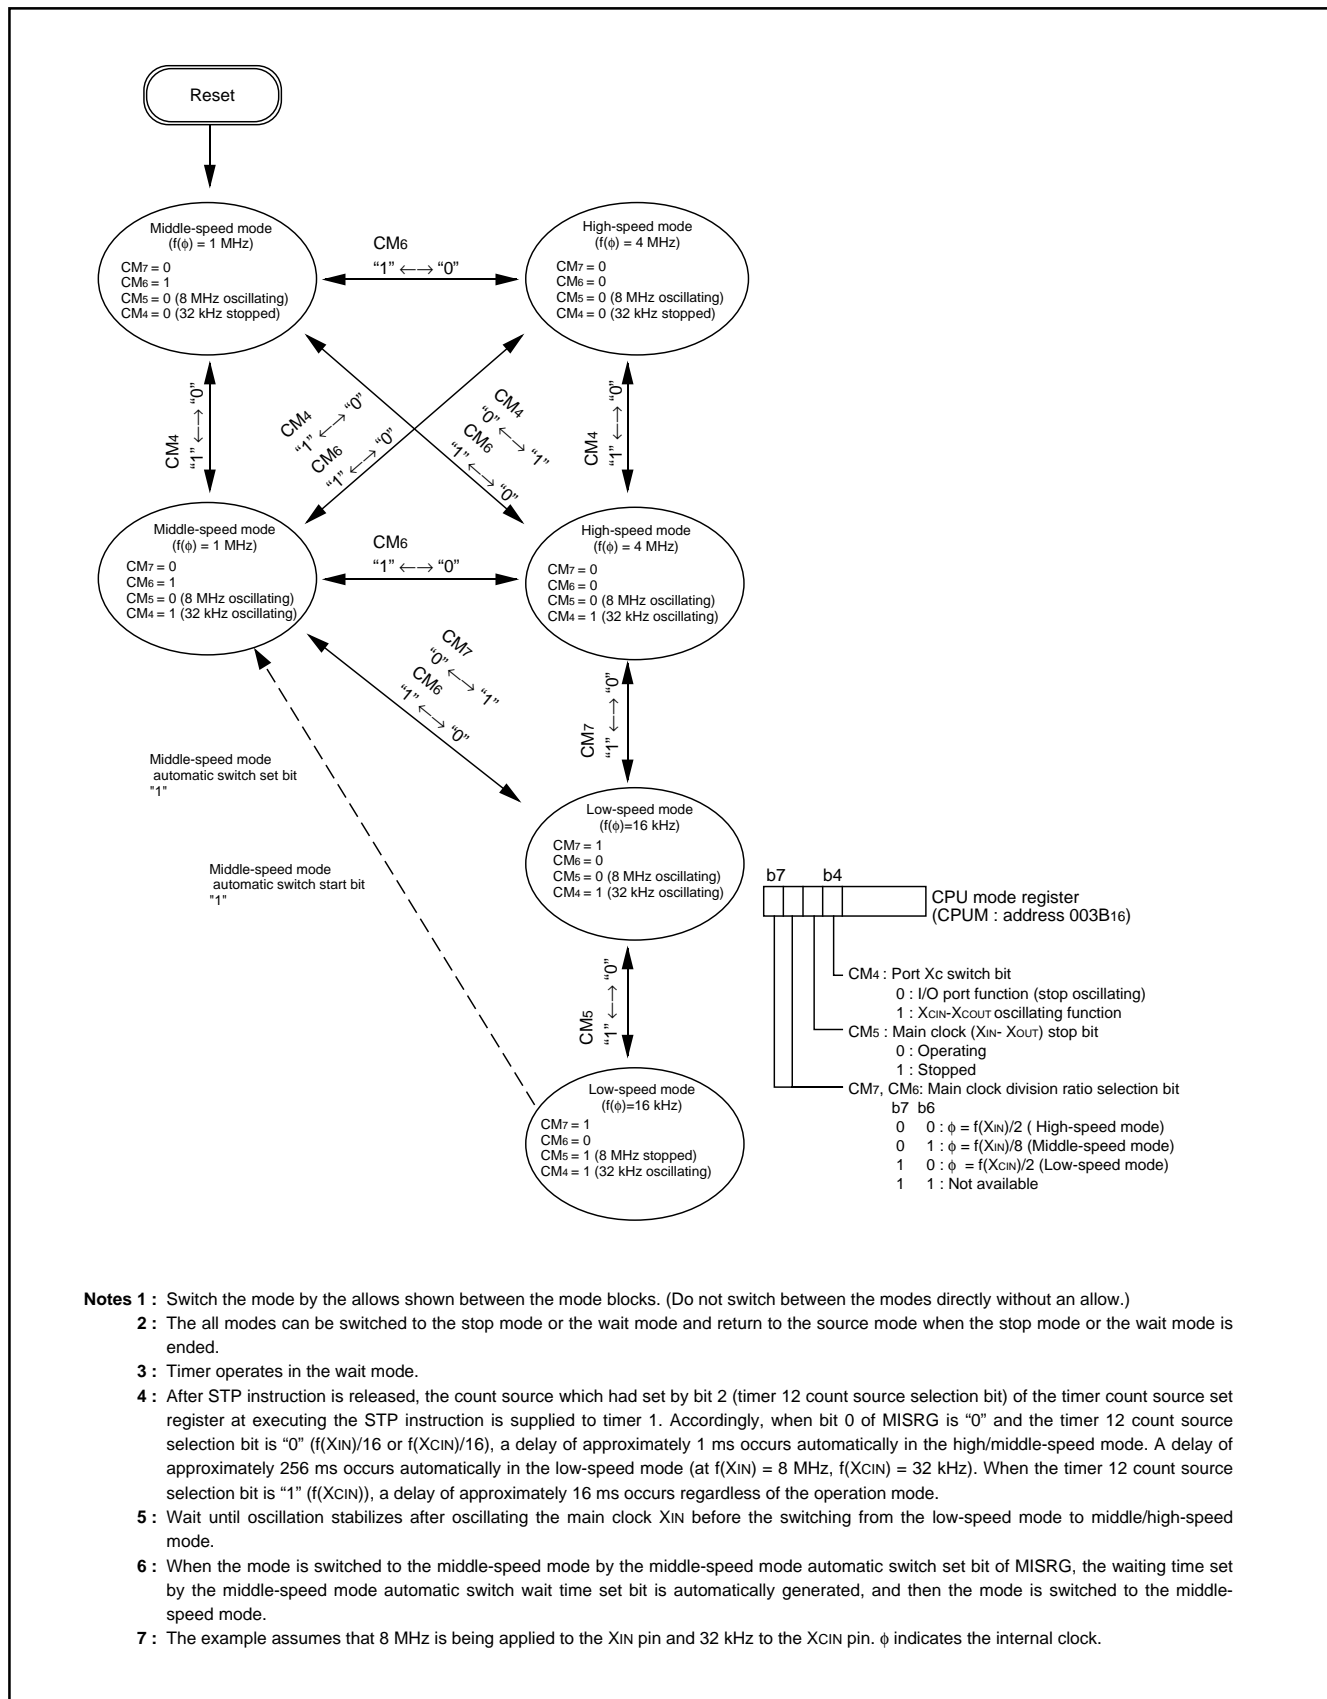 Reset
Middle-speed mode
(f(ϕ) = 1 MHz)
CM7 = 0
CM6 = 1
CM5 = 0 (8 MHz oscillating)
CM4 = 0 (32 kHz stopped)
CM6
“1” ←→ “0”
High-speed mode
(f(ϕ) = 4 MHz)
CM7 = 0
CM6 = 0
CM5 = 0 (8 MHz oscillating)
CM4 = 0 (32 kHz stopped)
CM4
“1” ←→ “0”
CM4
“1” ←→ “0”
CM6
“1” ←→ “0”
CM4
“0” ←→ “1”
CM6
“1” ←→ “0”
CM4
“1” ←→ “0”
Middle-speed mode
(f(ϕ) = 1 MHz)
CM7 = 0
CM6 = 1
CM5 = 0 (8 MHz oscillating)
CM4 = 1 (32 kHz oscillating)
CM6
“1” ←→ “0”
High-speed mode
(f(ϕ) = 4 MHz)
CM7 = 0
CM6 = 0
CM5 = 0 (8 MHz oscillating)
CM4 = 1 (32 kHz oscillating)
CM7
“0” ←→ “1”
CM6
“1” ←→ “0”
CM7
“1” ←→ “0”
Middle-speed mode
automatic switch set bit
"1"
Middle-speed mode
automatic switch start bit
"1"
Low-speed mode
(f(ϕ)=16 kHz)
CM7 = 1
CM6 = 0
CM5 = 0 (8 MHz oscillating)
CM4 = 1 (32 kHz oscillating)
CM5
“1” ←→ “0”
Low-speed mode
(f(ϕ)=16 kHz)
CM7 = 1
CM6 = 0
CM5 = 1 (8 MHz stopped)
CM4 = 1 (32 kHz oscillating)
b7 b4
CPU mode register
(CPUM : address 003B16)
CM4 : Port Xc switch bit
0 : I/O port function (stop oscillating)
1 : XCIN-XCOUT oscillating function
CM5 : Main clock (XIN- XOUT) stop bit
0 : Operating
1 : Stopped
CM7, CM6: Main clock division ratio selection bit
b7 b6
0 0 : ϕ = f(XIN)/2 ( High-speed mode)
0 1 : ϕ = f(XIN)/8 (Middle-speed mode)
1 0 : ϕ = f(XCIN)/2 (Low-speed mode)
1 1 : Not available
Notes 1 : Switch the mode by the allows shown between the mode blocks. (Do not switch between the modes directly without an allow.)
2 : The all modes can be switched to the stop mode or the wait mode and return to the source mode when the stop mode or the wait mode is
ended.
3 : Timer operates in the wait mode.
4 : After STP instruction is released, the count source which had set by bit 2 (timer 12 count source selection bit) of the timer count source set
register at executing the STP instruction is supplied to timer 1. Accordingly, when bit 0 of MISRG is “0” and the timer 12 count source
selection bit is “0” (f(XIN)/16 or f(XCIN)/16), a delay of approximately 1 ms occurs automatically in the high/middle-speed mode. A delay of
approximately 256 ms occurs automatically in the low-speed mode (at f(XIN) = 8 MHz, f(XCIN) = 32 kHz). When the timer 12 count source
selection bit is “1” (f(XCIN)), a delay of approximately 16 ms occurs regardless of the operation mode.
5 : Wait until oscillation stabilizes after oscillating the main clock XIN before the switching from the low-speed mode to middle/high-speed
mode.
6 : When the mode is switched to the middle-speed mode by the middle-speed mode automatic switch set bit of MISRG, the waiting time set
by the middle-speed mode automatic switch wait time set bit is automatically generated, and then the mode is switched to the middle-
speed mode.
7 : The example assumes that 8 MHz is being applied to the XIN pin and 32 kHz to the XCIN pin. ϕ indicates the internal clock.